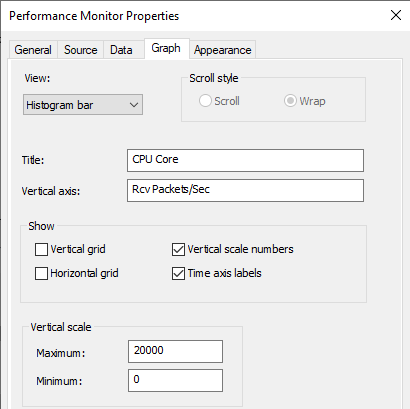 Performance Monitor Properties
General Source Data Graph Appearance
View:
Histogram bar
Scroll style
Scroll Wrap
Title: CPU Core
Vertical axis: Rcv Packets/Sec
Show
Vertical grid Vertical scale numbers
Horizontal grid Time axis labels
Vertical scale
Maximum: 20000
Minimum: 0